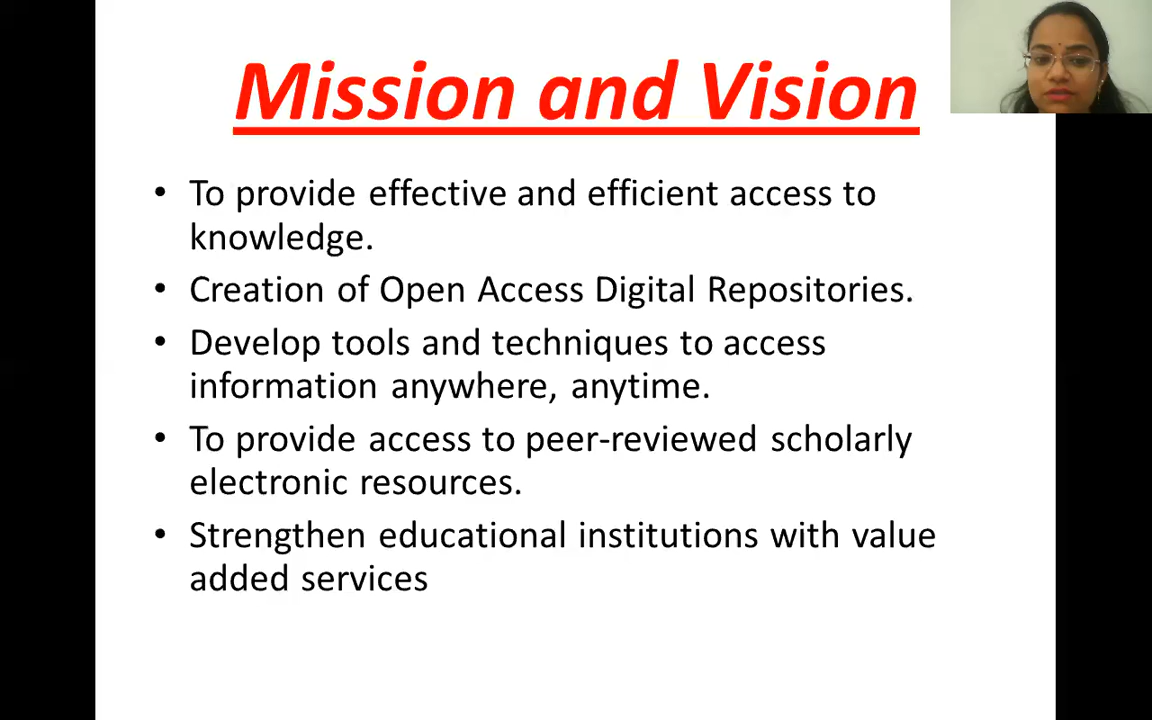 Mission and Vision
• To provide effective and efficient access to
knowledge.
• Creation of Open Access Digital Repositories.
• Develop tools and techniques to access
information anywhere, anytime.
• To provide access to peer-reviewed scholarly
electronic resources.
• Strengthen educational institutions with value
added services